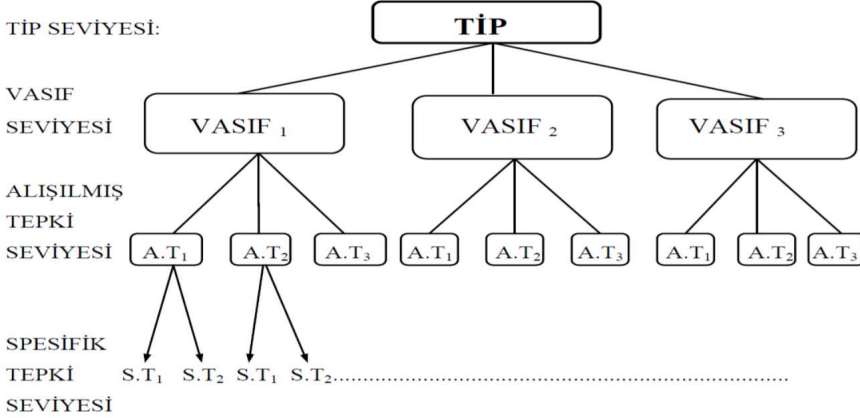 TİP SEVİYESİ:
TİP
VASIF
SEVİYESİ
VASIF ₁
VASIF ₂
VASIF ₃
ALIŞILMIŞ
TEPKİ
SEVİYESİ
A.T₁ A.T₂ A.T₃ A.T₁ A.T₂ A.T₃ A.T₁ A.T₂ A.T₃
SPESİFİK
TEPKİ
SEVİYESİ
S.T₁ S.T₂ S.T₁ S.T₂.....................................................................................